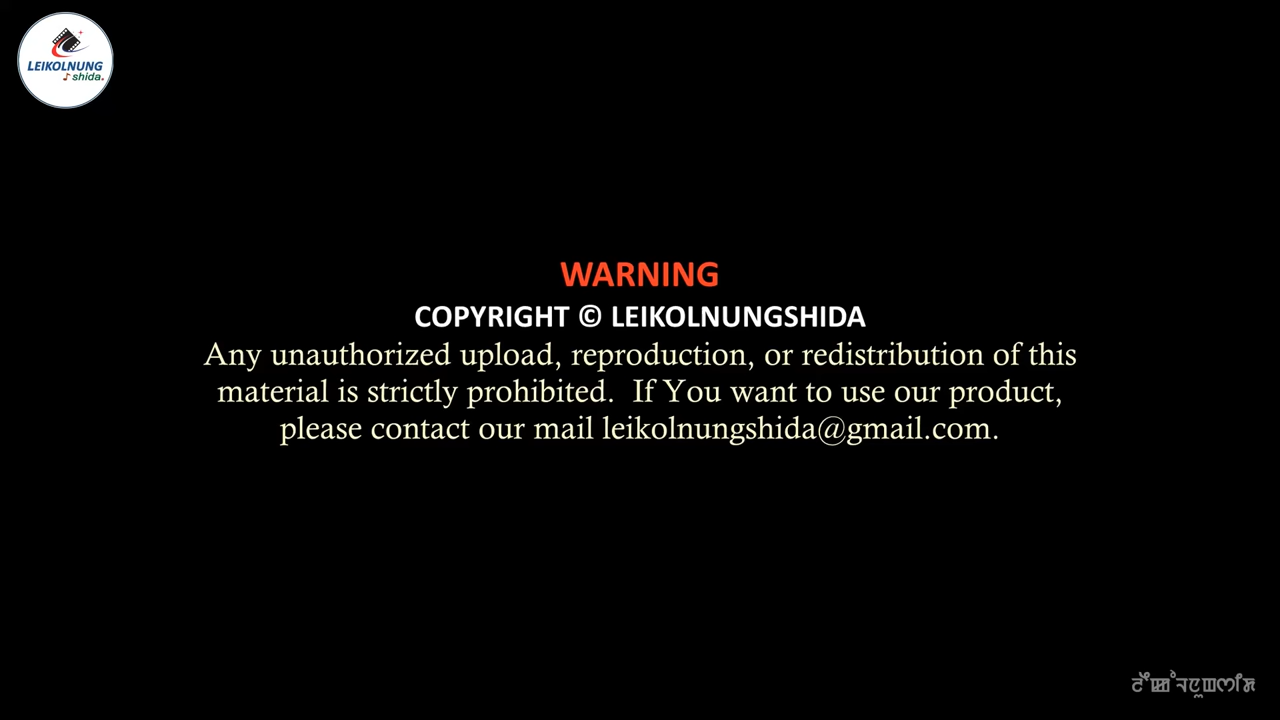 LEIKOLNUNG
shida.
WARNING
COPYRIGHT © LEIKOLNUNGSHIDA
Any unauthorized upload, reproduction, or redistribution of this
material is strictly prohibited. If You want to use our product,
please contact our mail leikolnungshida@gmail.com.